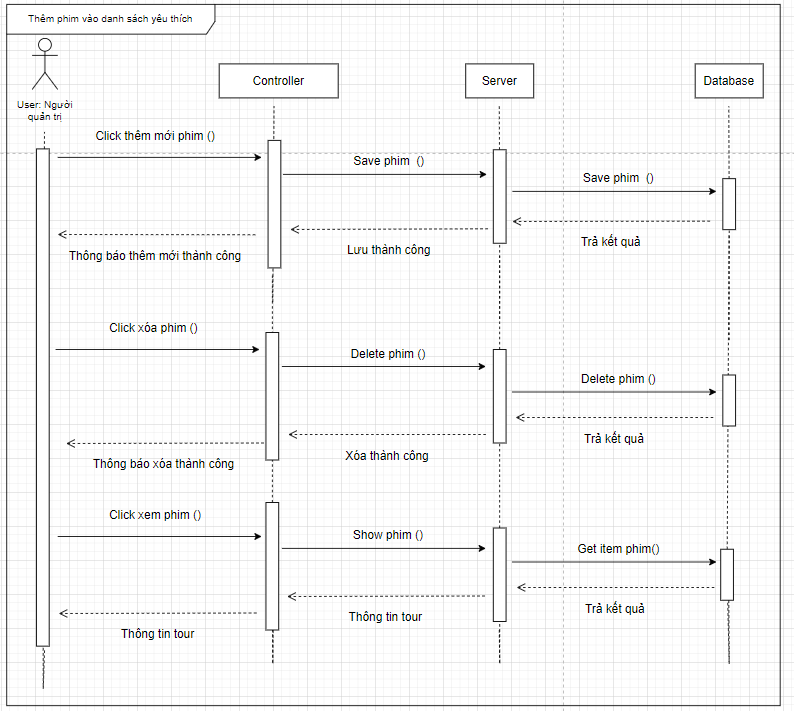 Thêm phim vào danh sách yêu thích
User: Người
quản trị
Controller
Server
Database
Click thêm mới phim ()
Save phim ()
Save phim ()
Trả kết quả
Lưu thành công
Thông báo thêm mới thành công
Click xóa phim ()
Delete phim ()
Delete phim ()
Trả kết quả
Xóa thành công
Thông báo xóa thành công
Click xem phim ()
Show phim ()
Get item phim()
Trả kết quả
Thông tin tour
Thông tin tour